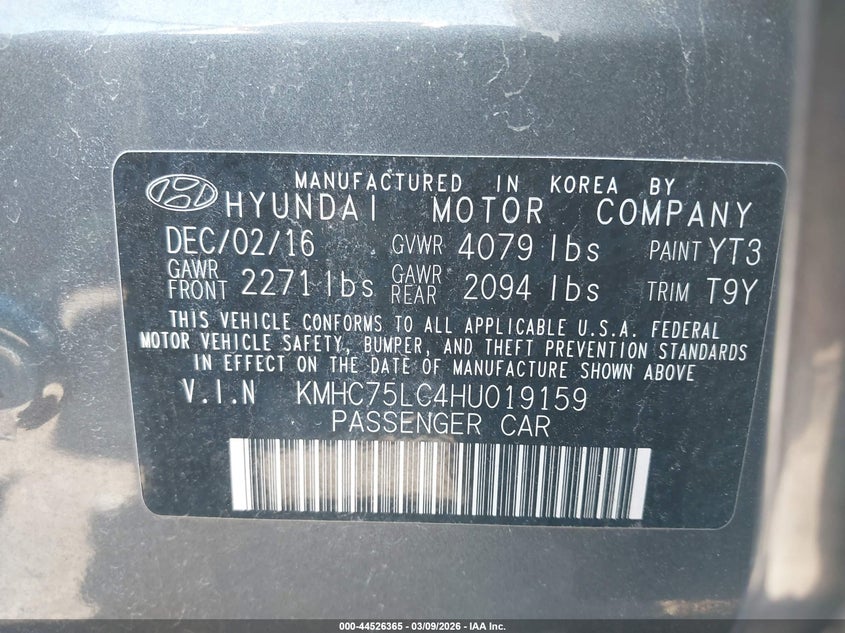 MANUFACTURED IN KOREA BY
HYUNDAI MOTOR COMPANY
DEC/02/16 GVWR 4079 lbs PAINT YT3
GAWR FRONT 2271 lbs GAWR REAR 2094 lbs TRIM T9Y
THIS VEHICLE CONFORMS TO ALL APPLICABLE U.S.A. FEDERAL
MOTOR VEHICLE SAFETY, BUMPER, AND THEFT PREVENTION STANDARDS
IN EFFECT ON THE DATE OF MANUFACTURE SHOWN ABOVE
V.I.N KMHC75LC4HU019159
PASSENGER CAR
000-44526365 - 03/09/2026 - IAA Inc.